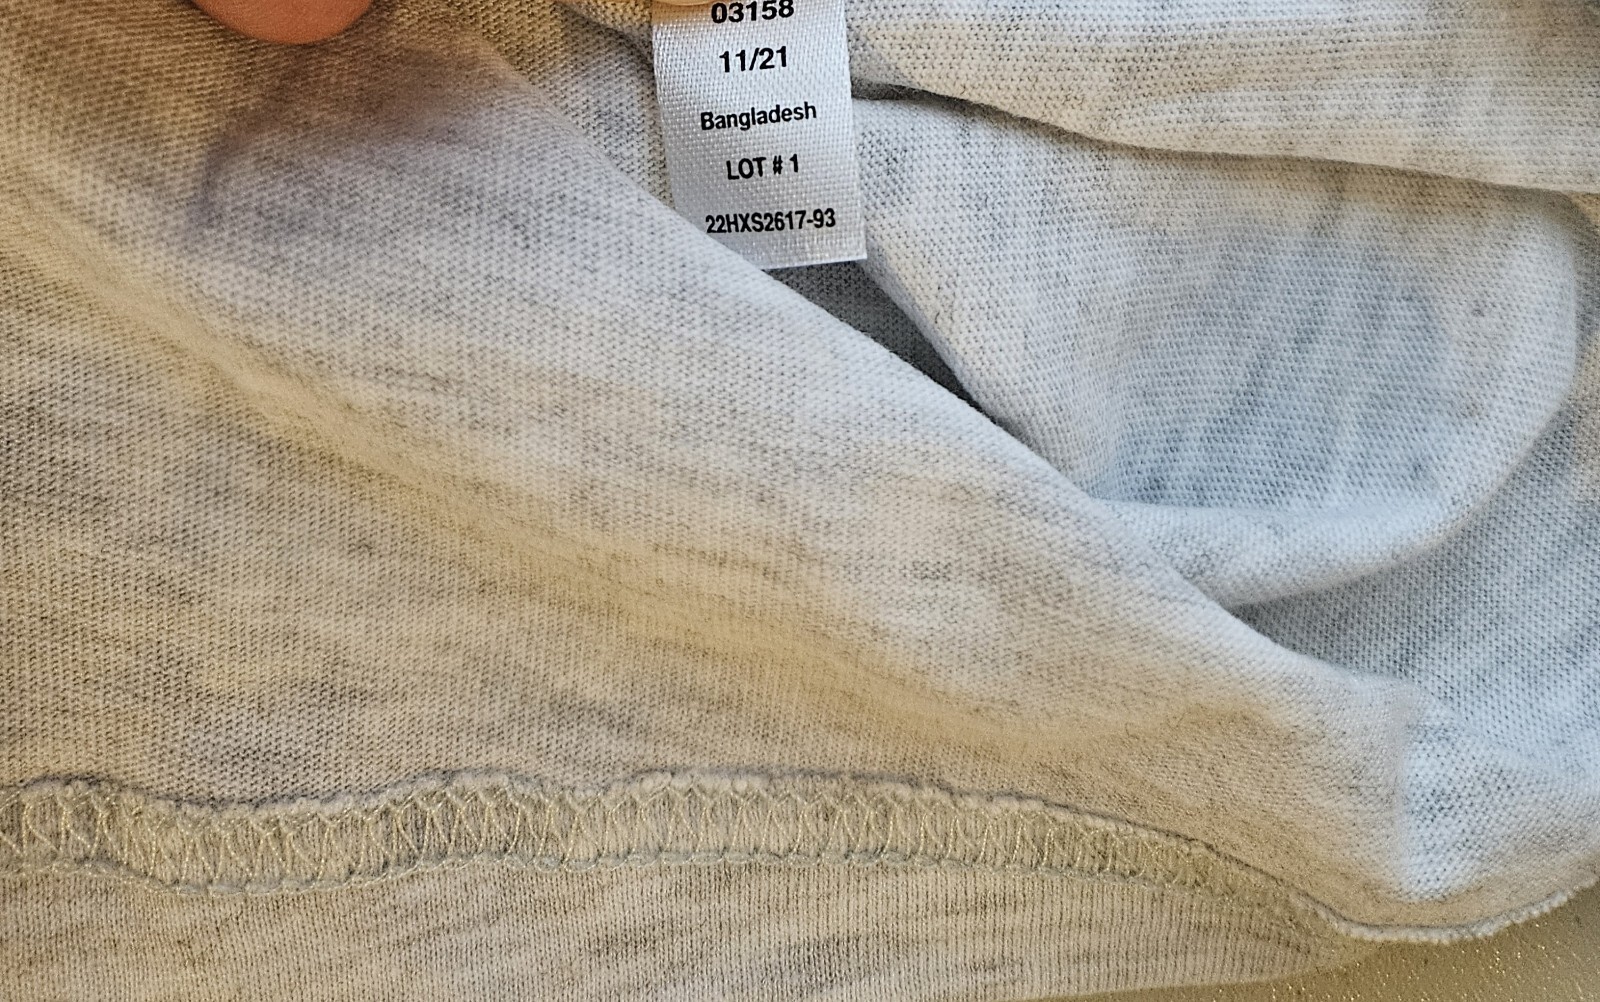 03158
11/21
Bangladesh
LOT # 1
22HXS2617-93